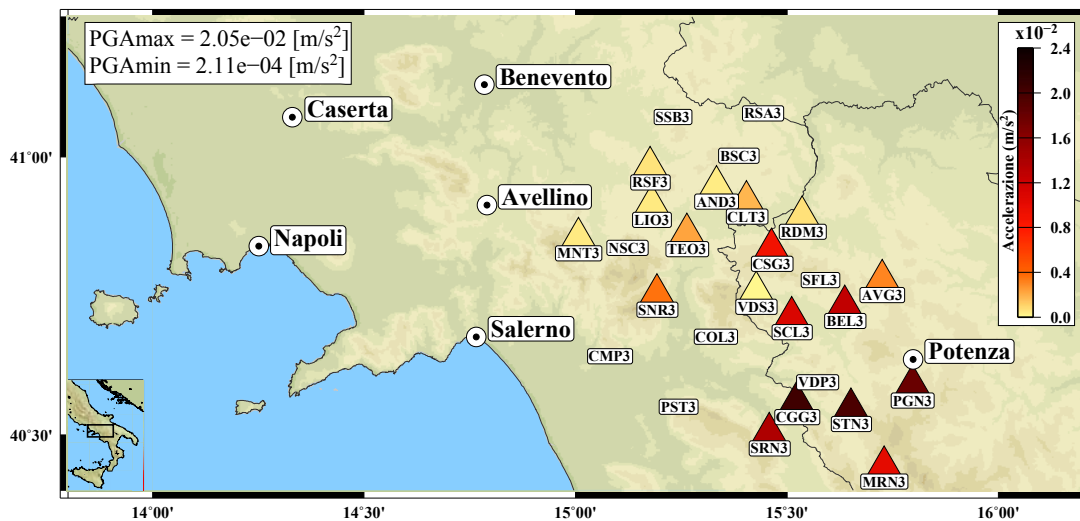 PGAmax = 2.05e−02 [m/s²]
PGAmin = 2.11e−04 [m/s²]
x10⁻²
2.4
2.0
1.6
1.2
0.8
0.4
0.0
Accelerazione (m/s²)
Benevento
Caserta
SSB3
RSA3
41°00'
BSC3
RSF3
AND3
Avellino
LIO3
CLT3
RDM3
Napoli
MNT3
NSC3
TEO3
CSG3
SFL3
AVG3
SNR3
VDS3
BEL3
SCL3
Salerno
COL3
CMP3
Potenza
VDP3
PGN3
PST3
CGG3
STN3
40°30'
SRN3
MRN3
14°00'
14°30'
15°00'
15°30'
16°00'